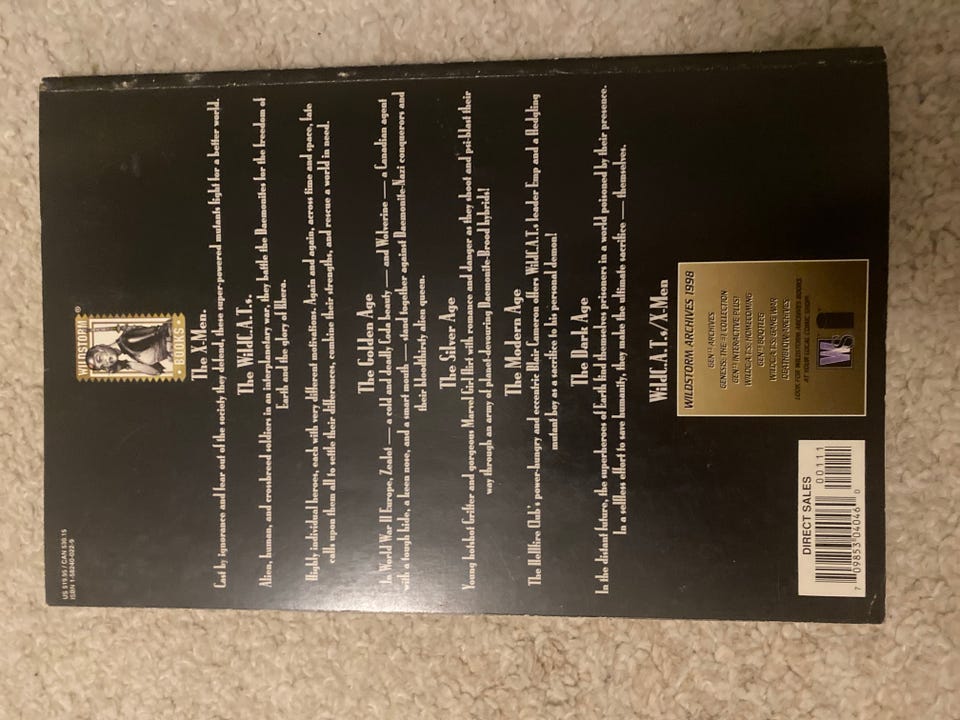 US $19.95 / CAN $30.15
ISBN 1-58240-022-9
WILDSTORM®
BOOKS
The X-Men.
Cast by ignorance and fear out of the society they defend, these super-powered mutants fight for a better world.
The WildC.A.T.s.
Alien, human, and crossbreed soldiers in an interplanetary war, they battle the Daemonites for the freedom of
Earth and the glory of Khera.
Highly individual heroes, each with very different motivations. Again and again, across time and space, fate
calls upon them all to settle their differences, combine their strengths, and rescue a world in need.
The Golden Age
In World War II Europe, Zealot — a cold and deadly Coda beauty — and Wolverine — a Canadian agent
with a tough hide, a keen nose, and a smart mouth — stand together against Daemonite-Nazi conquerors and
their bloodthirsty alien queen.
The Silver Age
Young hotshot Grifter and gorgeous Marvel Girl flirt with romance and danger as they shoot and psi-blast their
way through an army of planet-devouring Daemonite-Brood hybrids!
The Modern Age
The Hellfire Club's power-hungry and eccentric Blair Cameron offers WildC.A.T.s leader Emp and a fledgling
mutant boy as a sacrifice to his personal demon!
The Dark Age
In the distant future, the superheroes of Earth find themselves prisoners in a world poisoned by their presence.
In a selfless effort to save humanity, they make the ultimate sacrifice — themselves.
WildC.A.T.s/X-Men
WILDSTORM ARCHIVES 1998
GEN13 ARCHIVES
GENESIS: THE #1 COLLECTION
GEN13 INTERACTIVE PLUS!
WILDC.A.T.S: HOMECOMING
GEN13 BOOTLEG
WILDC.A.T.S: GANG WAR
DEATHBLOW ARCHIVES
LOOK FOR WILDSTORM ARCHIVES BOOKS
AT YOUR LOCAL COMIC SHOP!
WS
DIRECT SALES
00111
7 09853 04046 0